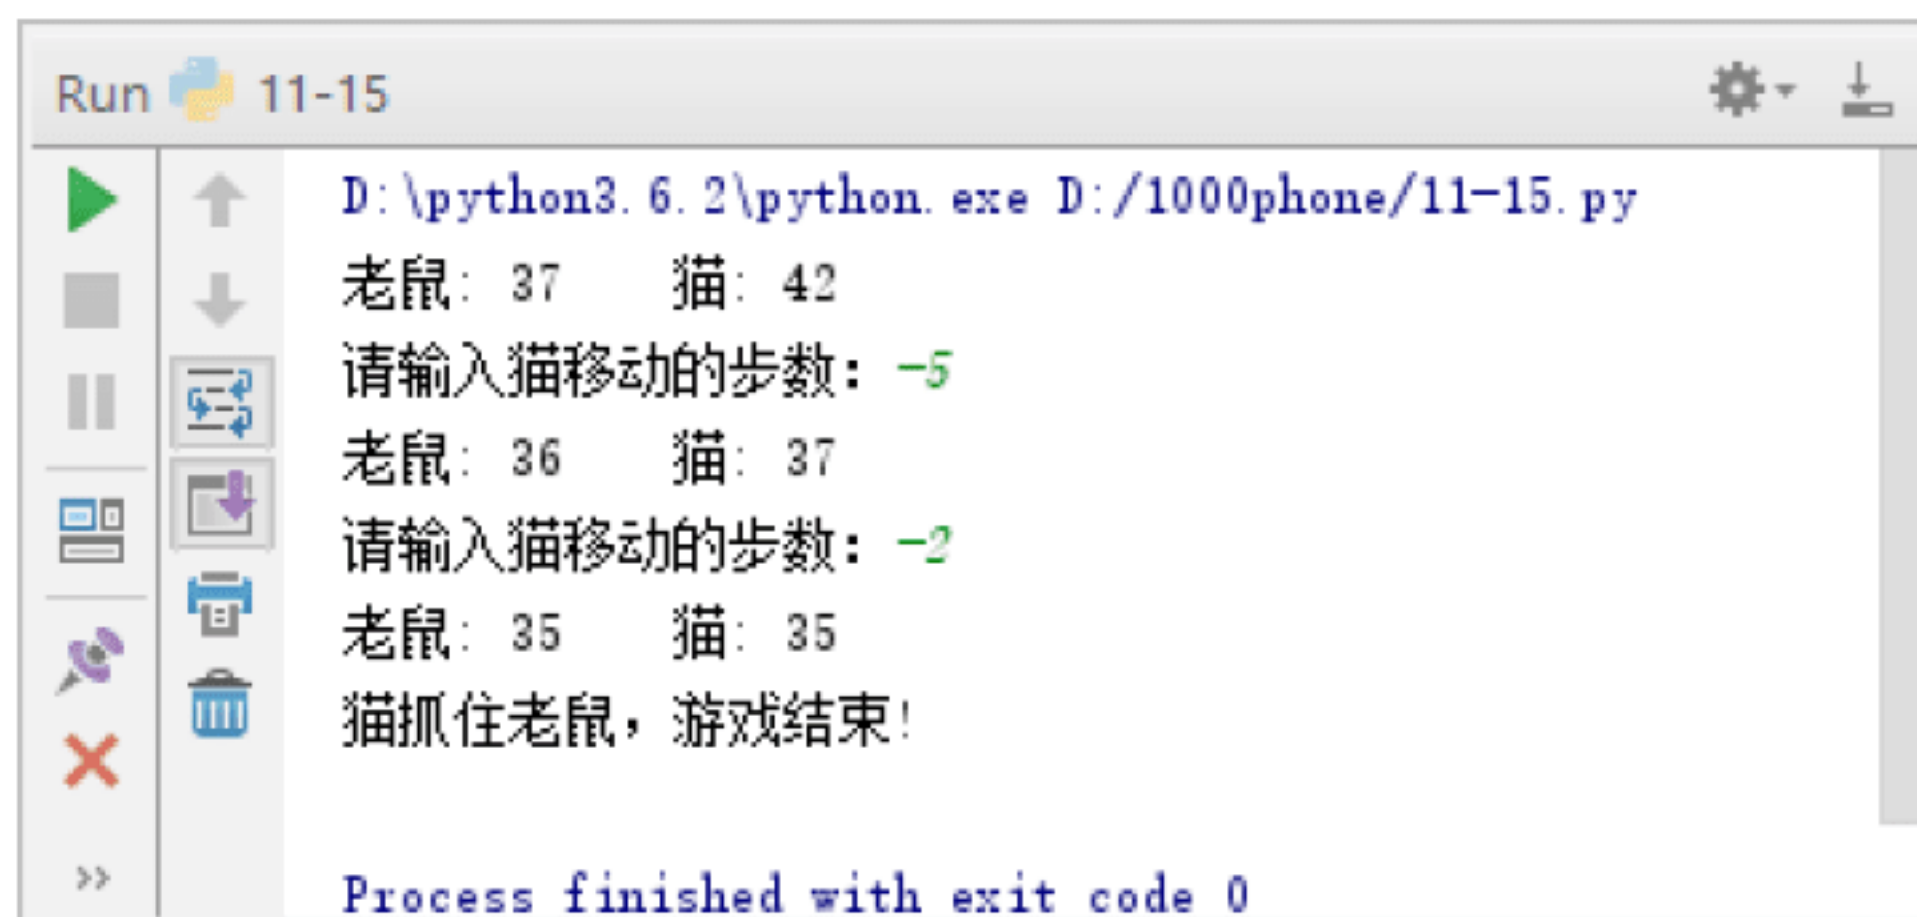 Run 11-15
D:\python3.6.2\python.exe D:/1000phone/11-15.py
老鼠: 37 猫: 42
请输入猫移动的步数：-5
老鼠: 36 猫: 37
请输入猫移动的步数：-2
老鼠: 35 猫: 35
猫抓住老鼠，游戏结束!
Process finished with exit code 0